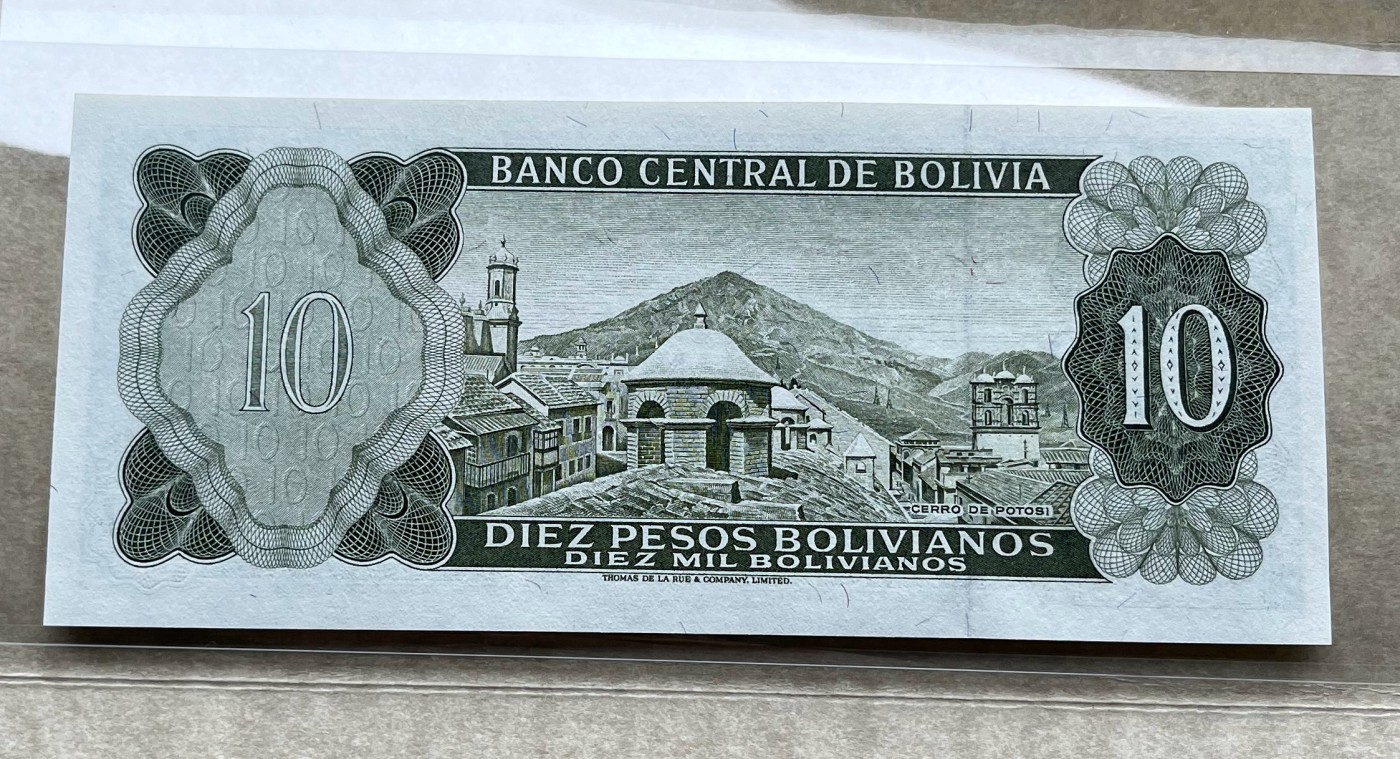 BANCO CENTRAL DE BOLIVIA
10
10
CERRO DE POTOSI
DIEZ PESOS BOLIVIANOS
DIEZ MIL BOLIVIANOS
THOMAS DE LA RUE & COMPANY, LIMITED.